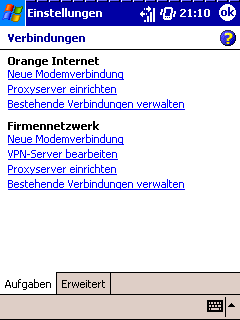 Einstellungen 21:10 ok
Verbindungen ?
Orange Internet
Neue Modemverbindung
Proxyserver einrichten
Bestehende Verbindungen verwalten
Firmennetzwerk
Neue Modemverbindung
VPN-Server bearbeiten
Proxyserver einrichten
Bestehende Verbindungen verwalten
Aufgaben Erweitert